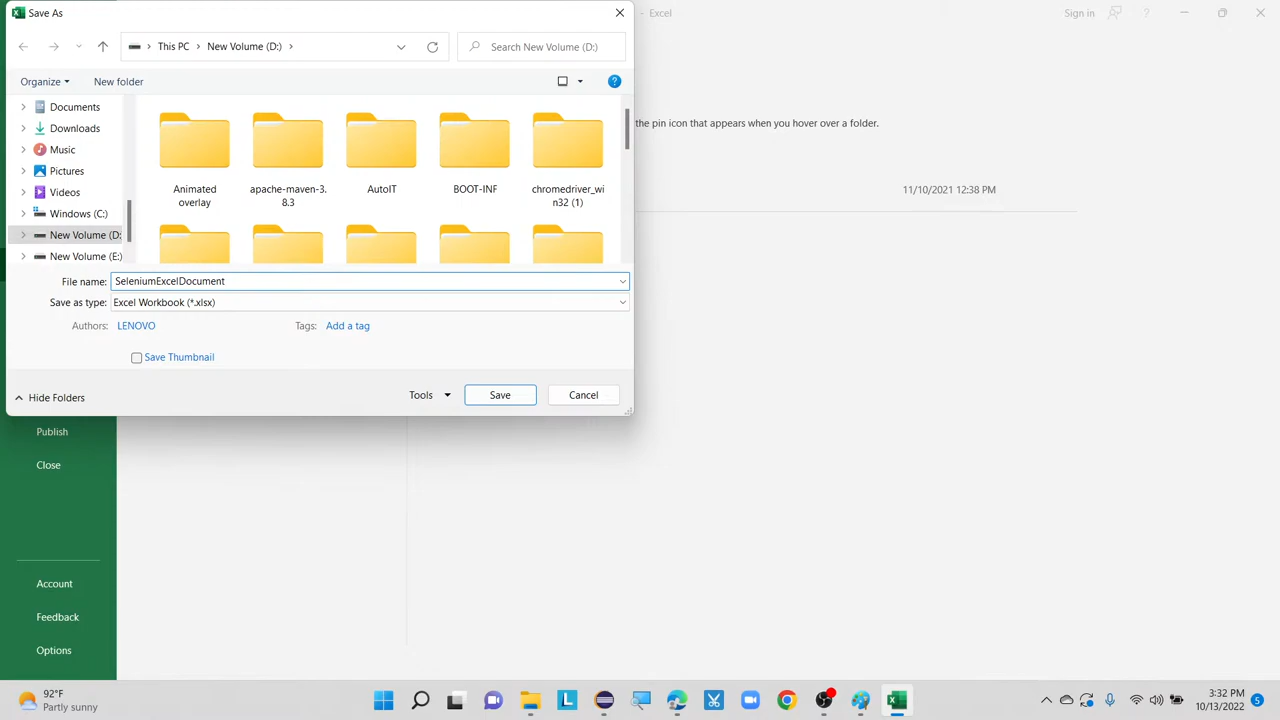 Save As
- Excel
Sign in
?
This PC
New Volume (D:)
Search New Volume (D:)
Organize
New folder
?
Documents
Downloads
Music
Pictures
Videos
Windows (C:)
New Volume (D:
New Volume (E:)
Animated
overlay
apache-maven-3.
8.3
AutoIT
BOOT-INF
chromedriver_wi
n32 (1)
the pin icon that appears when you hover over a folder.
11/10/2021 12:38 PM
File name: SeleniumExcelDocument
Save as type: Excel Workbook (*.xlsx)
Authors: LENOVO
Tags: Add a tag
Save Thumbnail
Hide Folders
Tools
Save
Cancel
Publish
Close
Account
Feedback
Options
92°F
Partly sunny
L
3:32 PM
10/13/2022
5